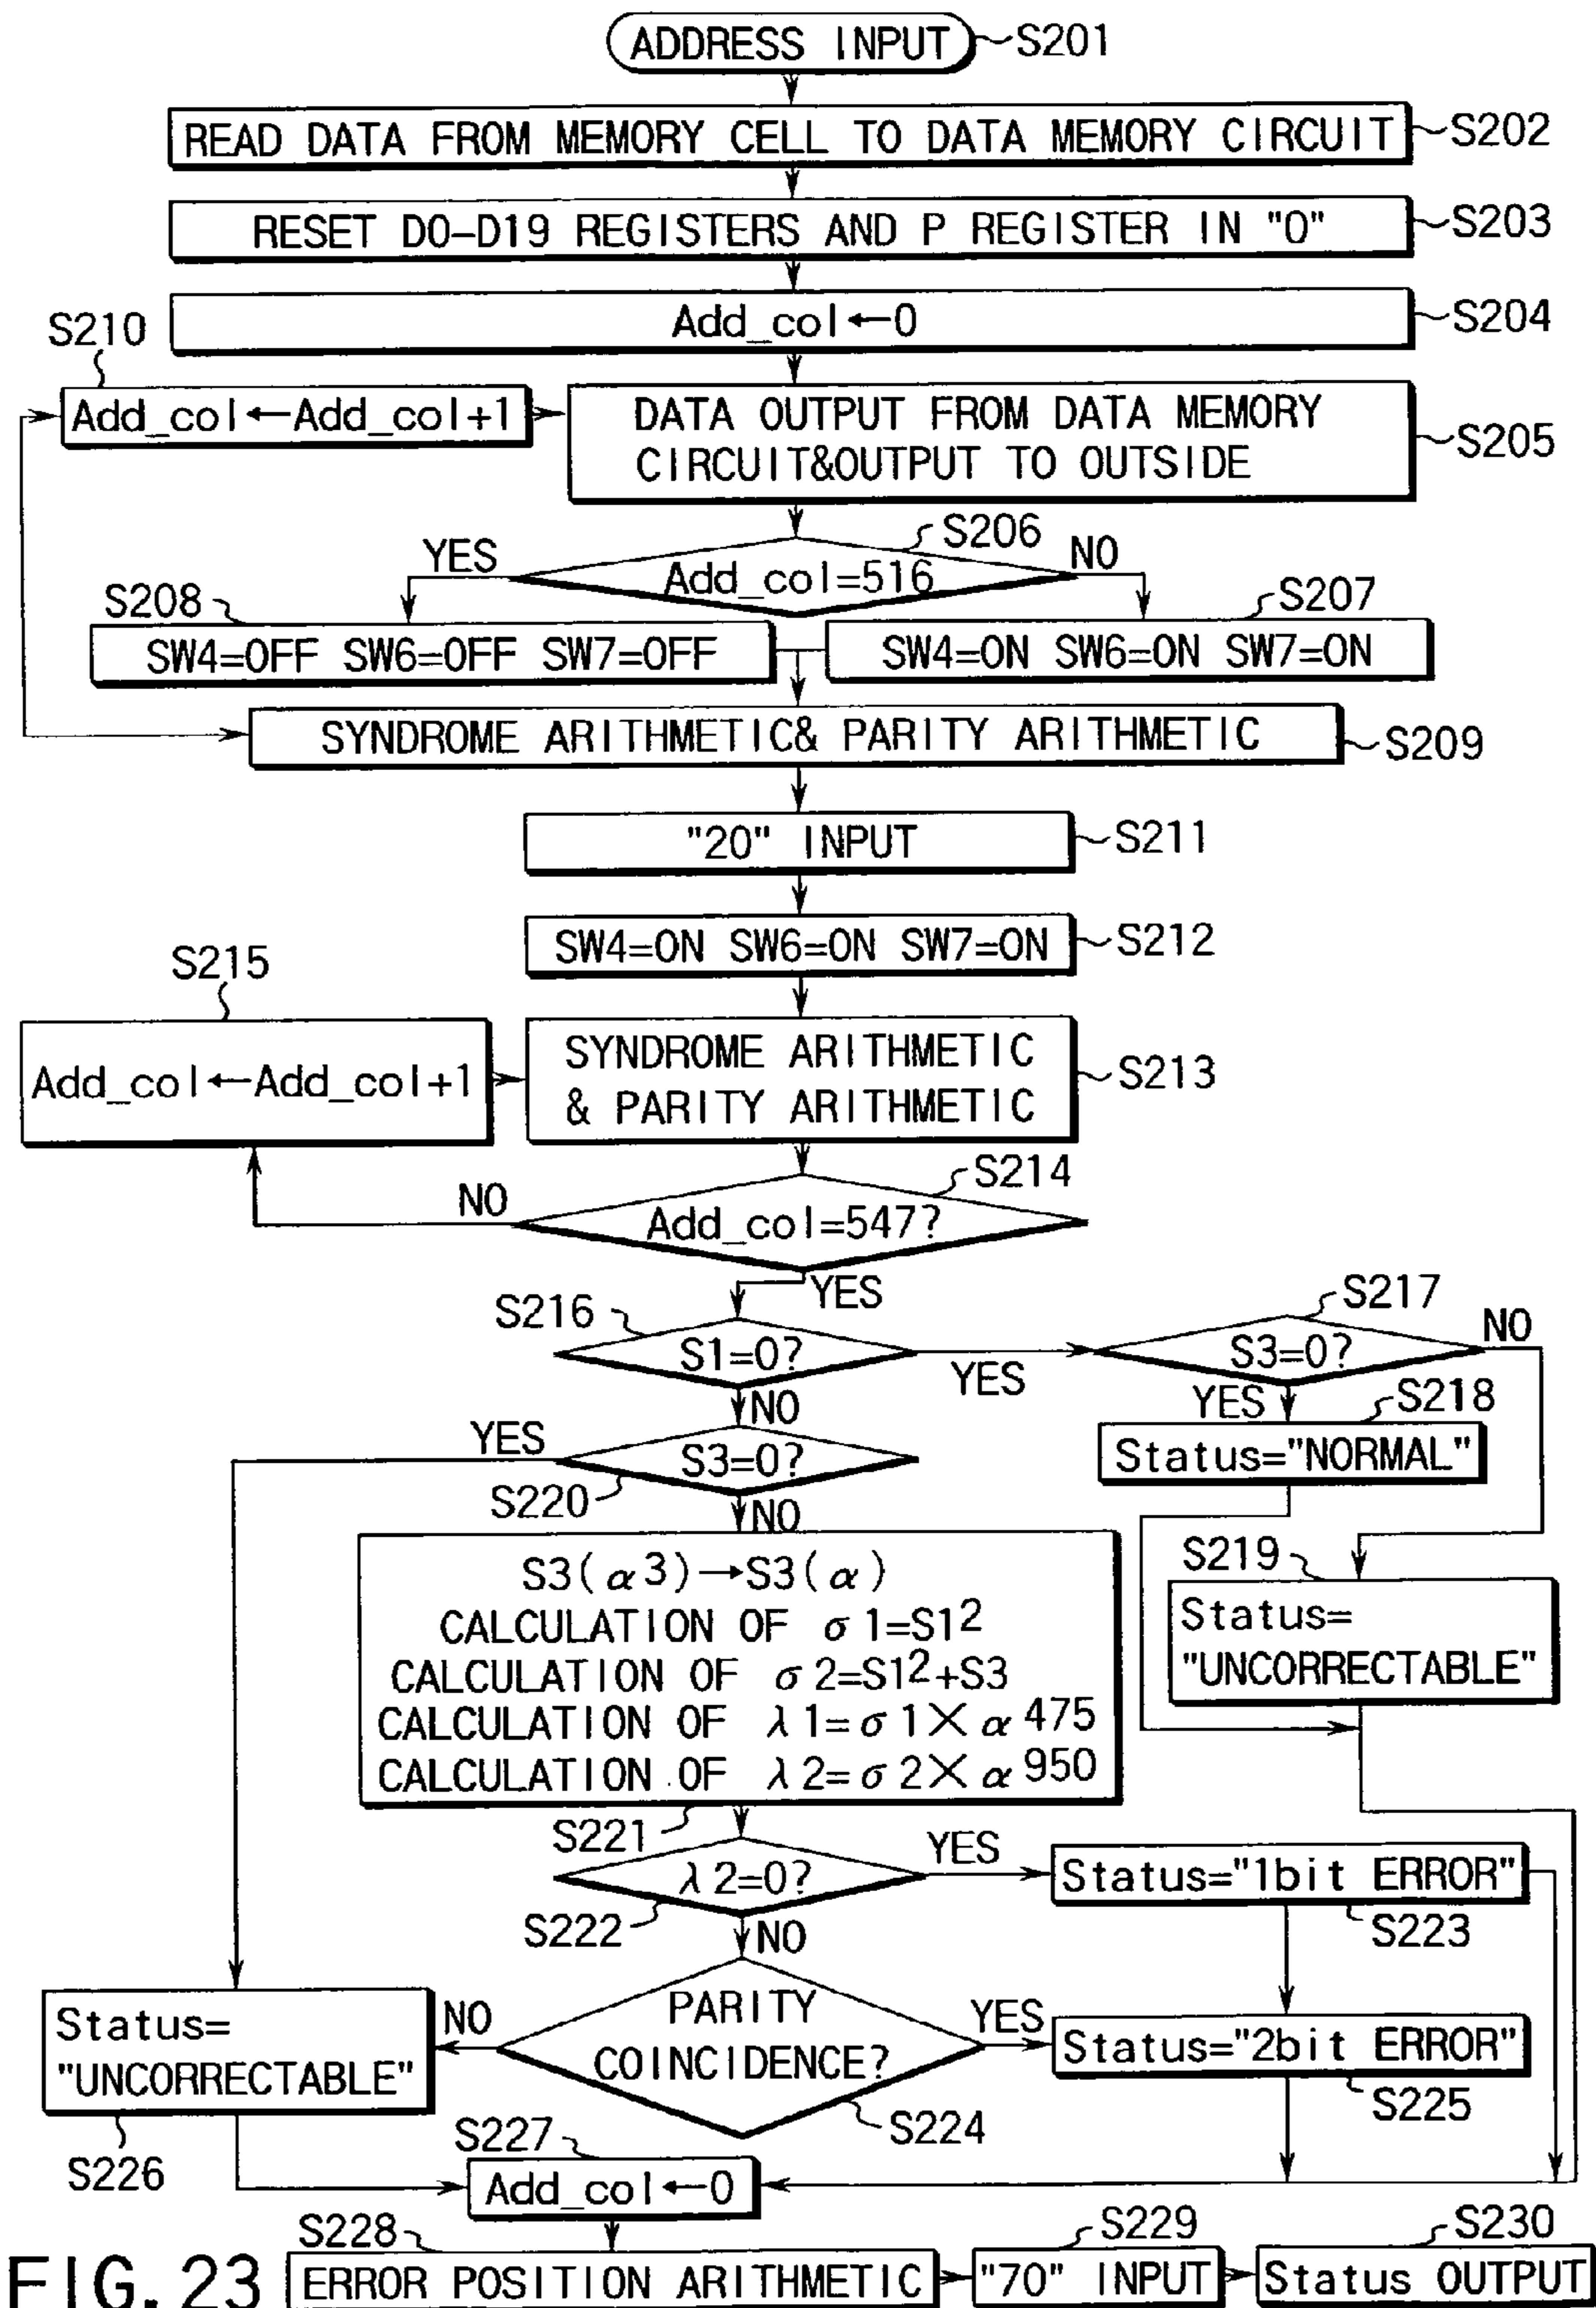 ADDRESS INPUT S201
READ DATA FROM MEMORY CELL TO DATA MEMORY CIRCUIT S202
RESET D0-D19 REGISTERS AND P REGISTER IN "0" S203
Add_col←0 S204
S210
Add_col←Add_col+1
DATA OUTPUT FROM DATA MEMORY
CIRCUIT&OUTPUT TO OUTSIDE
S205
S206
YES
Add_col=516
NO
S208
S207
SW4=OFF SW6=OFF SW7=OFF
SW4=ON SW6=ON SW7=ON
SYNDROME ARITHMETIC& PARITY ARITHMETIC S209
"20" INPUT S211
SW4=ON SW6=ON SW7=ON S212
S215
Add_col←Add_col+1
SYNDROME ARITHMETIC
& PARITY ARITHMETIC
S213
S214
NO
Add_col=547?
YES
S216
S1=0?
YES
NO
S217
S3=0?
NO
YES
S218
Status="NORMAL"
YES
S3=0?
S220
NO
S219
Status=
"UNCORRECTABLE"
S3(α3)→S3(α)
CALCULATION OF σ1=S1²
CALCULATION OF σ2=S1²+S3
CALCULATION OF λ1=σ1×α475
CALCULATION OF λ2=σ2×α950
S221
λ2=0?
YES
S222
NO
Status="1bit ERROR"
S223
PARITY
COINCIDENCE?
NO
YES
S224
Status="2bit ERROR"
S225
Status=
"UNCORRECTABLE"
S226
S227
Add_col←0
S228
ERROR POSITION ARITHMETIC
S229
"70" INPUT
S230
Status OUTPUT
FIG.23